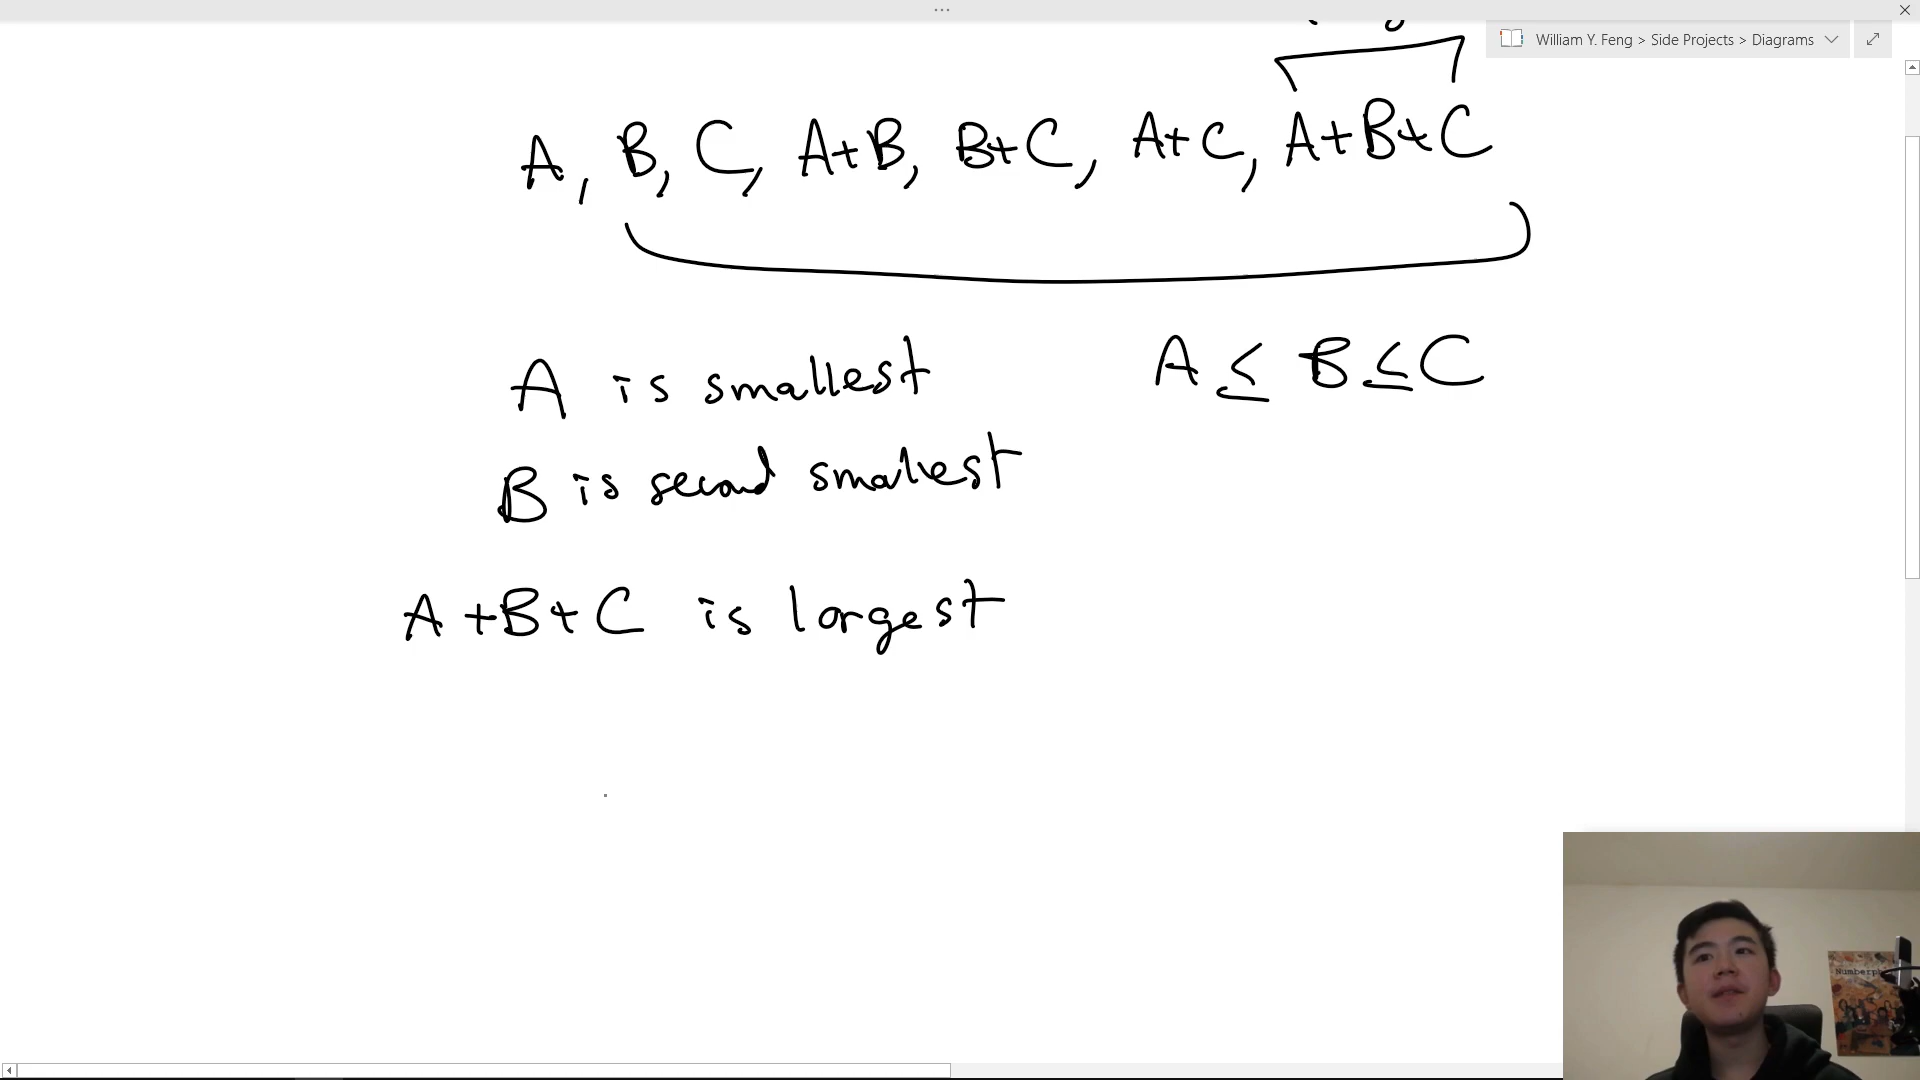 William Y. Feng > Side Projects > Diagrams
A, B, C, A+B, B+C, A+C, A+B+C
A is smallest
A ≤ B ≤ C
B is second smallest
A+B+C is largest